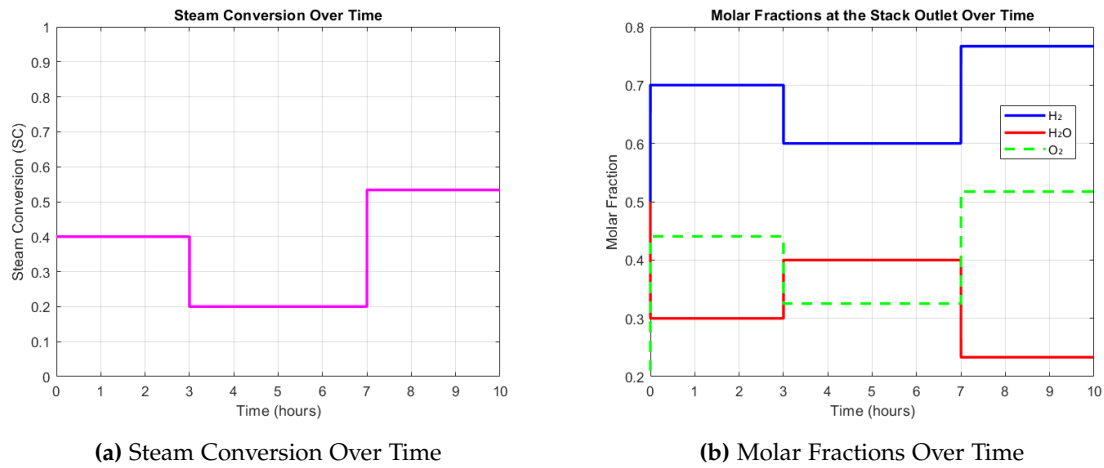 Steam Conversion Over Time
1
0.9
0.8
0.7
0.6
0.5
0.4
0.3
0.2
0.1
0
Steam Conversion (SC)
0 1 2 3 4 5 6 7 8 9 10
Time (hours)
(a) Steam Conversion Over Time
Molar Fractions at the Stack Outlet Over Time
0.8
0.7
0.6
0.5
0.4
0.3
0.2
Molar Fraction
H₂
H₂O
O₂
0 1 2 3 4 5 6 7 8 9 10
Time (hours)
(b) Molar Fractions Over Time